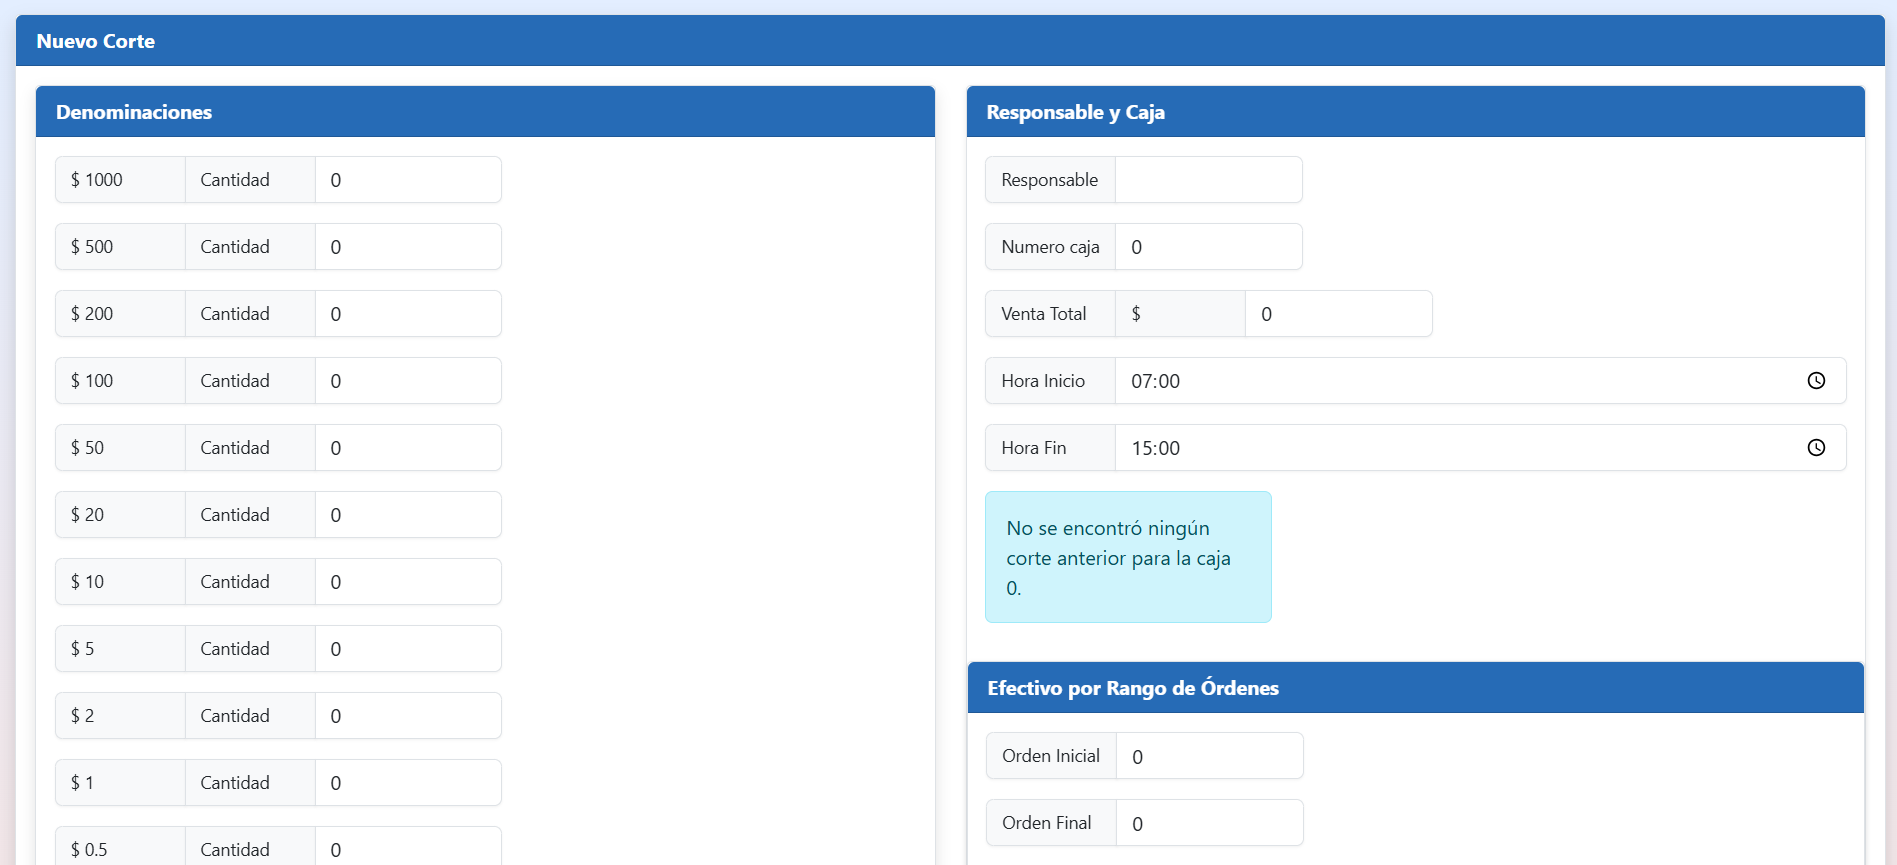 Nuevo Corte
Denominaciones
$ 1000 Cantidad 0
$ 500 Cantidad 0
$ 200 Cantidad 0
$ 100 Cantidad 0
$ 50 Cantidad 0
$ 20 Cantidad 0
$ 10 Cantidad 0
$ 5 Cantidad 0
$ 2 Cantidad 0
$ 1 Cantidad 0
$ 0.5 Cantidad 0
Responsable y Caja
Responsable
Numero caja 0
Venta Total $ 0
Hora Inicio 07:00
Hora Fin 15:00
No se encontró ningún
corte anterior para la caja
0.
Efectivo por Rango de Órdenes
Orden Inicial 0
Orden Final 0